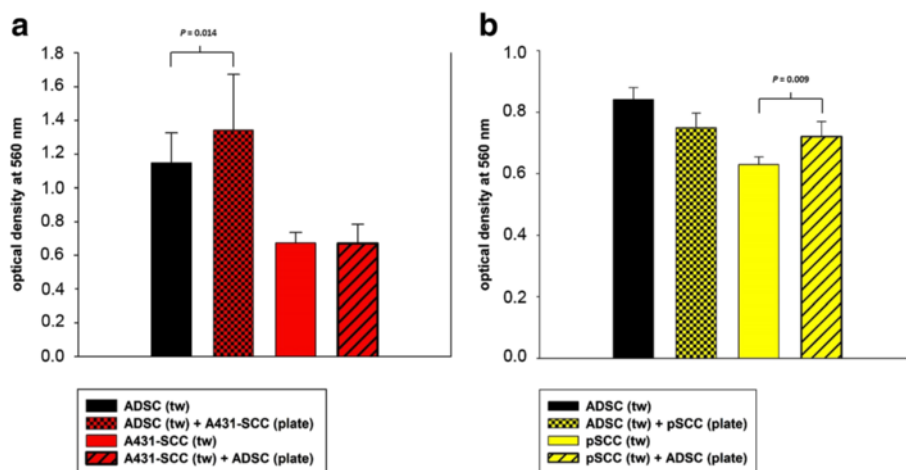 a
P = 0.014
optical density at 560 nm
1.8
1.6
1.4
1.2
1.0
0.8
0.6
0.4
0.2
0.0
ADSC (tw)
ADSC (tw) + A431-SCC (plate)
A431-SCC (tw)
A431-SCC (tw) + ADSC (plate)
b
P = 0.009
optical density at 560 nm
1.0
0.8
0.6
0.4
0.2
0.0
ADSC (tw)
ADSC (tw) + pSCC (plate)
pSCC (tw)
pSCC (tw) + ADSC (plate)